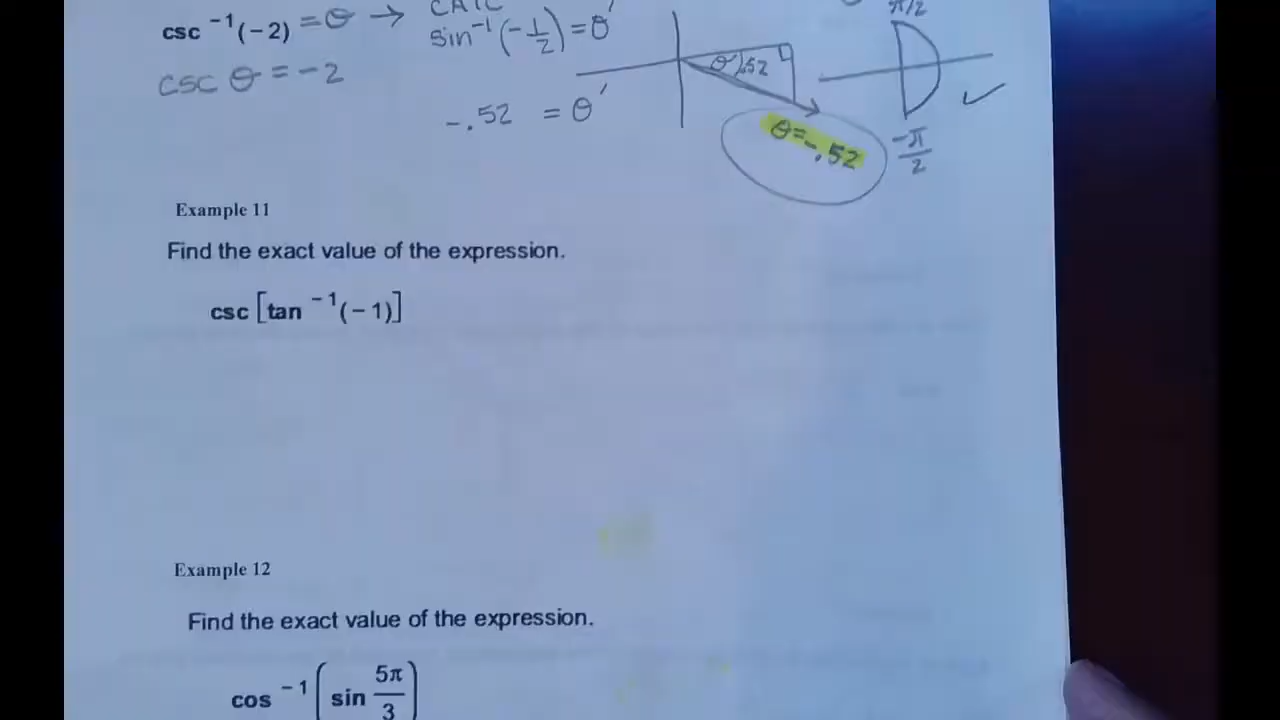 csc ⁻¹(−2) = θ → CALC
sin⁻¹(−1/2) = θ'
csc θ = −2
−.52 = θ'
θ' .52
θ = −.52
π/2
−π/2
Example 11
Find the exact value of the expression.
csc [tan ⁻¹(−1)]
Example 12
Find the exact value of the expression.
cos ⁻¹ (sin 5π/3)